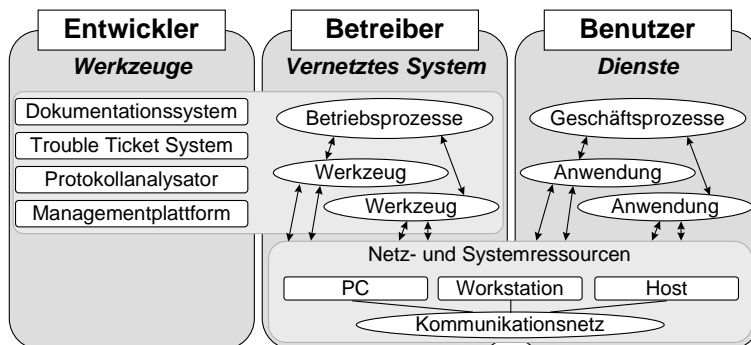 Entwickler
Betreiber
Benutzer
Werkzeuge
Vernetztes System
Dienste
Dokumentationssystem
Trouble Ticket System
Protokollanalysator
Managementplattform
Betriebsprozesse
Werkzeug
Werkzeug
Geschäftsprozesse
Anwendung
Anwendung
Netz- und Systemressourcen
PC
Workstation
Host
Kommunikationsnetz